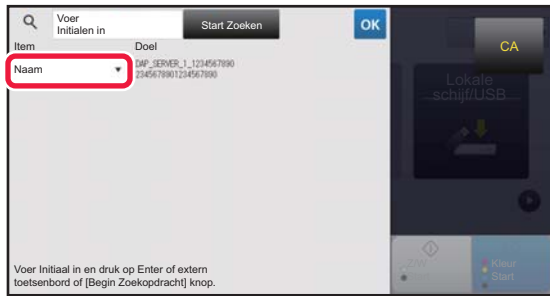 Voer
Initialen in
Start Zoeken
OK
CA
Item
Doel
Naam
DAP_SERVER_1_1234567890
2345678901234567890
Lokale
schijf/USB
Voer Initiaal in en druk op Enter of extern
toetsenbord of [Begin Zoekopdracht] knop.
Z/W
Start
Kleur
Start